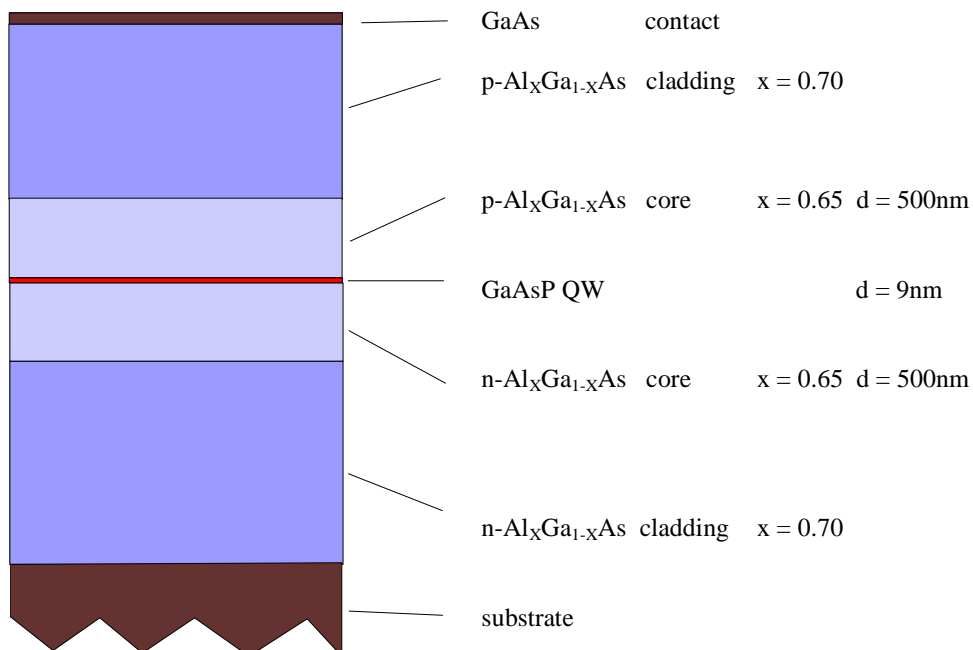 GaAs contact
p-AlXGa1-XAs cladding x = 0.70
p-AlXGa1-XAs core x = 0.65 d = 500nm
GaAsP QW d = 9nm
n-AlXGa1-XAs core x = 0.65 d = 500nm
n-AlXGa1-XAs cladding x = 0.70
substrate